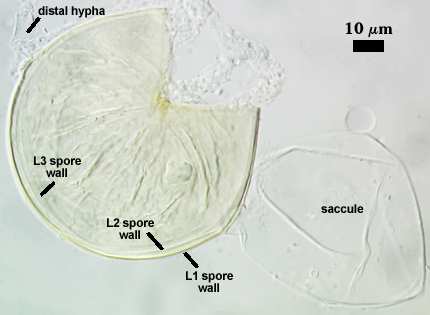 distal hypha
10 µm
L3 spore
wall
saccule
L2 spore
wall
L1 spore
wall